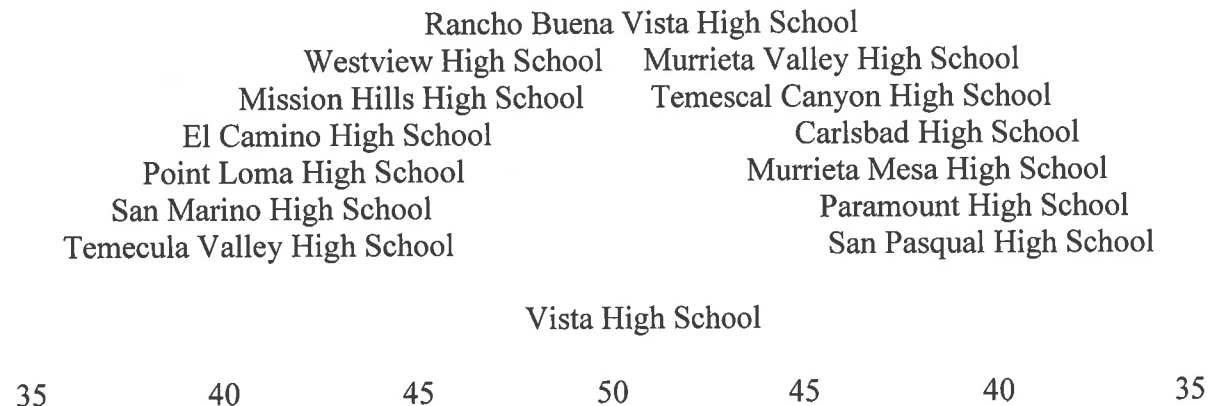 Rancho Buena Vista High School
Westview High School Murrieta Valley High School
Mission Hills High School Temescal Canyon High School
El Camino High School Carlsbad High School
Point Loma High School Murrieta Mesa High School
San Marino High School Paramount High School
Temecula Valley High School San Pasqual High School
Vista High School
35 40 45 50 45 40 35